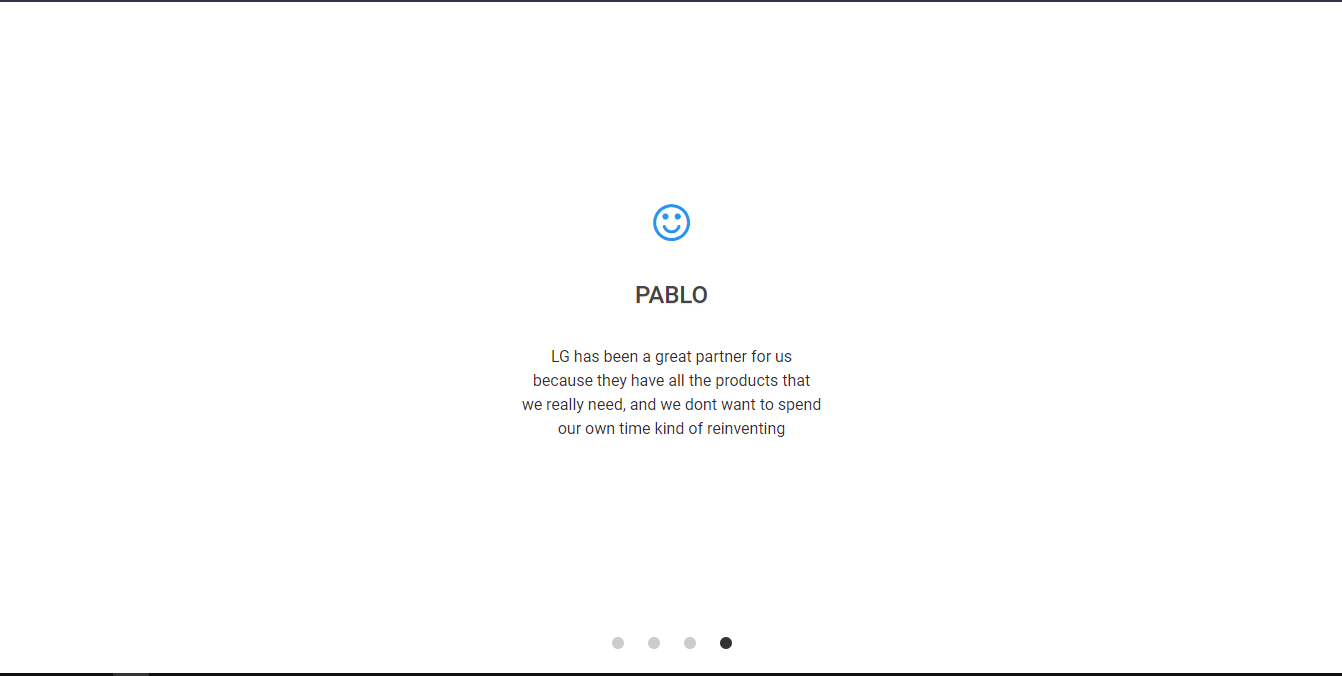 PABLO
LG has been a great partner for us
because they have all the products that
we really need, and we dont want to spend
our own time kind of reinventing